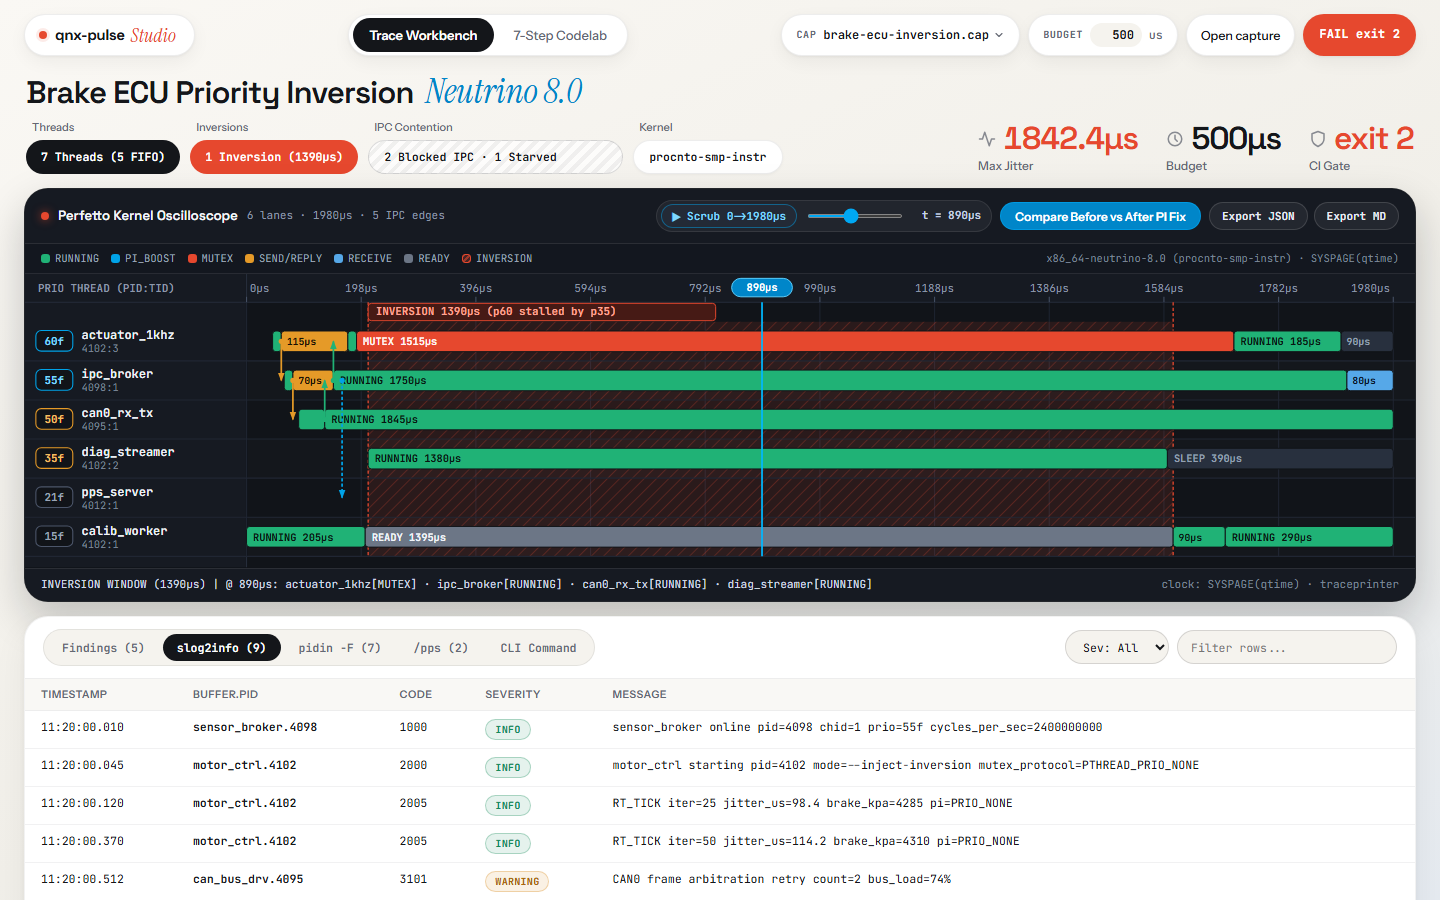 qnx-pulse Studio
Trace Workbench
7-Step Codelab
CAP brake-ecu-inversion.cap
BUDGET 500 us
Open capture
FAIL exit 2
Brake ECU Priority Inversion Neutrino 8.0
Threads
Inversions
IPC Contention
Kernel
7 Threads (5 FIFO)
1 Inversion (1390µs)
2 Blocked IPC · 1 Starved
procnto-smp-instr
1842.4µs
Max Jitter
500µs
Budget
exit 2
CI Gate
Perfetto Kernel Oscilloscope
6 lanes · 1980µs · 5 IPC edges
▶ Scrub 0→1980µs
t = 890µs
Compare Before vs After PI Fix
Export JSON
Export MD
RUNNING
PI_BOOST
MUTEX
SEND/REPLY
RECEIVE
READY
INVERSION
x86_64-neutrino-8.0 (procnto-smp-instr) · SYSPAGE(qtime)
PRIO THREAD (PID:TID)
0µs
198µs
396µs
594µs
792µs
890µs
990µs
1188µs
1386µs
1584µs
1782µs
1980µs
INVERSION 1390µs (p60 stalled by p35)
60f
actuator_1khz
4102:3
115µs
MUTEX 1515µs
RUNNING 185µs
90µs
55f
ipc_broker
4098:1
70µs
RUNNING 1750µs
80µs
50f
can0_rx_tx
4095:1
RUNNING 1845µs
35f
diag_streamer
4102:2
RUNNING 1380µs
SLEEP 390µs
21f
pps_server
4012:1
15f
calib_worker
4102:1
RUNNING 205µs
READY 1395µs
90µs
RUNNING 290µs
INVERSION WINDOW (1390µs) | @ 890µs: actuator_1khz[MUTEX] · ipc_broker[RUNNING] · can0_rx_tx[RUNNING] · diag_streamer[RUNNING]
clock: SYSPAGE(qtime) · traceprinter
Findings (5)
slog2info (9)
pidin -F (7)
/pps (2)
CLI Command
Sev: All
Filter rows...
TIMESTAMP BUFFER.PID CODE SEVERITY MESSAGE
11:20:00.010 sensor_broker.4098 1000 INFO sensor_broker online pid=4098 chid=1 prio=55f cycles_per_sec=2400000000
11:20:00.045 motor_ctrl.4102 2000 INFO motor_ctrl starting pid=4102 mode=--inject-inversion mutex_protocol=PTHREAD_PRIO_NONE
11:20:00.120 motor_ctrl.4102 2005 INFO RT_TICK iter=25 jitter_us=98.4 brake_kpa=4285 pi=PRIO_NONE
11:20:00.370 motor_ctrl.4102 2005 INFO RT_TICK iter=50 jitter_us=114.2 brake_kpa=4310 pi=PRIO_NONE
11:20:00.512 can_bus_drv.4095 3101 WARNING CAN0 frame arbitration retry count=2 bus_load=74%